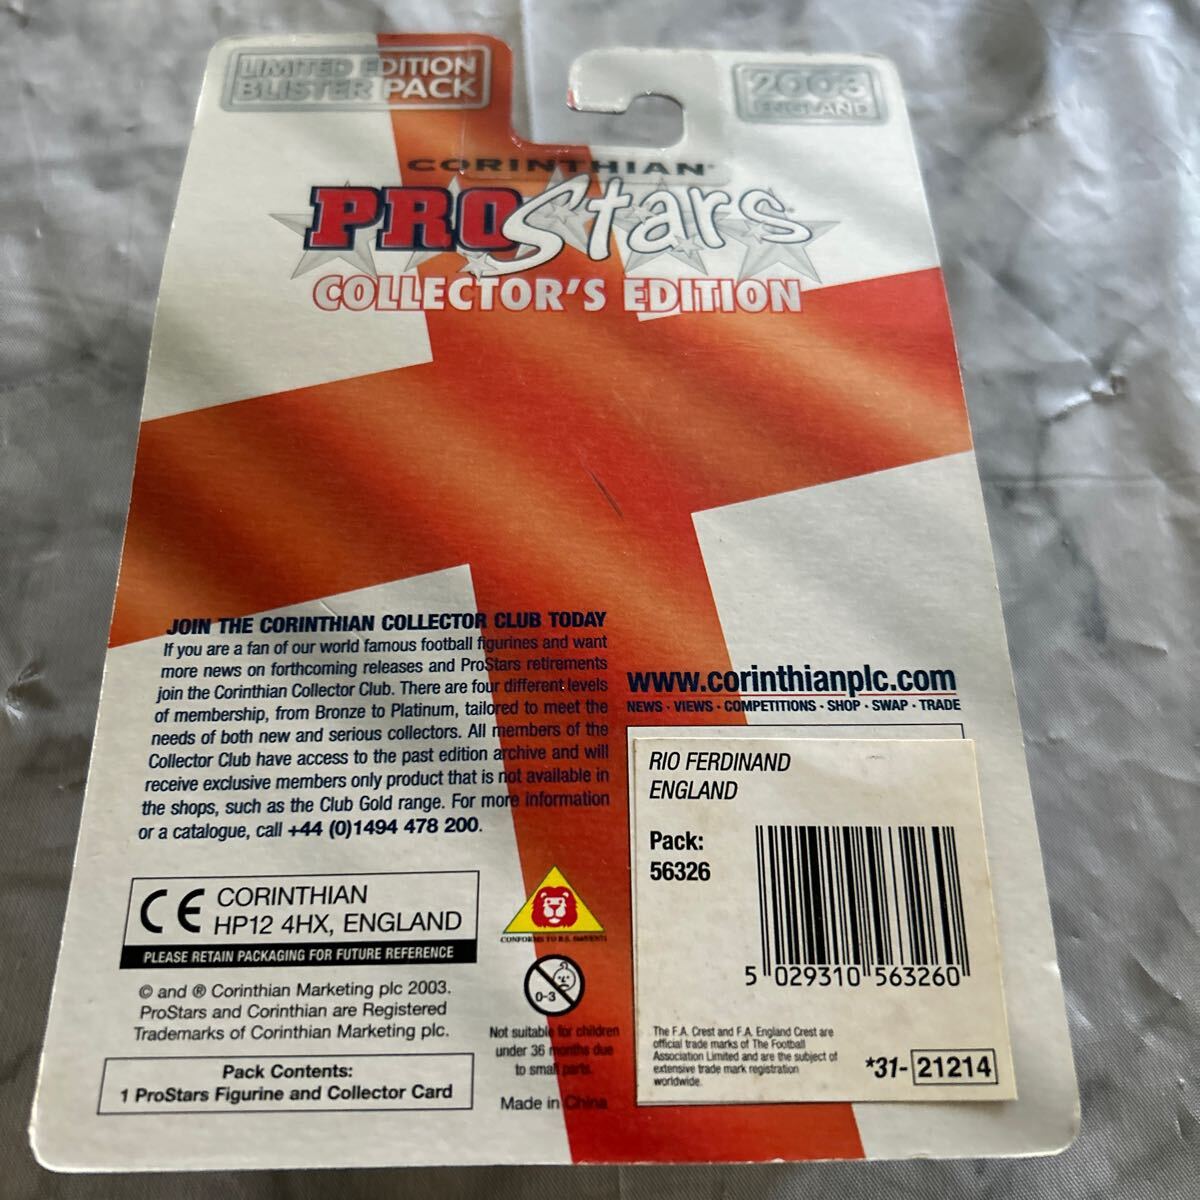 LIMITED EDITION
BLISTER PACK
2003
ENGLAND
CORINTHIAN®
PROStars
COLLECTOR'S EDITION
JOIN THE CORINTHIAN COLLECTOR CLUB TODAY
If you are a fan of our world famous football figurines and want
more news on forthcoming releases and ProStars retirements
join the Corinthian Collector Club. There are four different levels
of membership, from Bronze to Platinum, tailored to meet the
needs of both new and serious collectors. All members of the
Collector Club have access to the past edition archive and will
receive exclusive members only product that is not available in
the shops, such as the Club Gold range. For more information
or a catalogue, call +44 (0)1494 478 200.
www.corinthianplc.com
NEWS · VIEWS · COMPETITIONS · SHOP · SWAP · TRADE
RIO FERDINAND
ENGLAND
Pack:
56326
5 029310 563260
The F.A. Crest and F.A. England Crest are
official trade marks of The Football
Association Limited and are the subject of
extensive trade mark registration
worldwide.
*31- 21214
CE CORINTHIAN
HP12 4HX, ENGLAND
PLEASE RETAIN PACKAGING FOR FUTURE REFERENCE
© and ® Corinthian Marketing plc 2003.
ProStars and Corinthian are Registered
Trademarks of Corinthian Marketing plc.
Pack Contents:
1 ProStars Figurine and Collector Card
CONFORMS TO B.S.
0-3
Not suitable for children
under 36 months due
to small parts.
Made in China